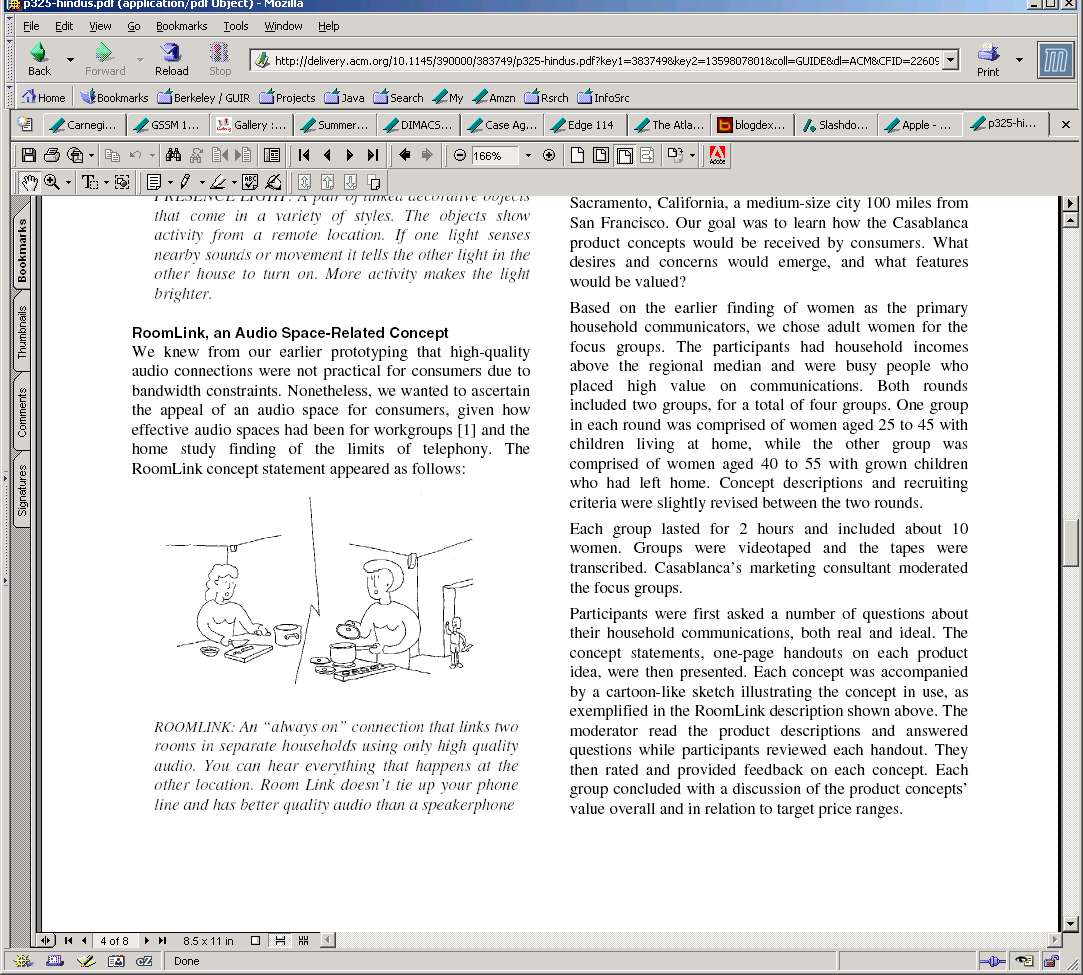 p325-hindus.pdf (application/pdf Object) - Mozilla
File Edit View Go Bookmarks Tools Window Help
Back Forward Reload Stop http://delivery.acm.org/10.1145/390000/383749/p325-hindus.pdf?key1=383749&key2=1359807801&coll=GUIDE&dl=ACM&CFID=22609 Print
Home Bookmarks Berkeley / GUIR Projects Java Search My Amzn Rsrch InfoSrc
Carnegi... GSSM 1... Gallery :... Summer... DIMACS... Case Ag... Edge 114 The Atla... blogdex... Slashdo... Apple - ... p325-hi...
166%
Adobe
Bookmarks
Thumbnails
Comments
Signatures
PRESENCE LIGHT: A pair of linked decorative objects
that come in a variety of styles. The objects show
activity from a remote location. If one light senses
nearby sounds or movement it tells the other light in the
other house to turn on. More activity makes the light
brighter.
RoomLink, an Audio Space-Related Concept
We knew from our earlier prototyping that high-quality
audio connections were not practical for consumers due to
bandwidth constraints. Nonetheless, we wanted to ascertain
the appeal of an audio space for consumers, given how
effective audio spaces had been for workgroups [1] and the
home study finding of the limits of telephony. The
RoomLink concept statement appeared as follows:
ROOMLINK: An “always on” connection that links two
rooms in separate households using only high quality
audio. You can hear everything that happens at the
other location. Room Link doesn’t tie up your phone
line and has better quality audio than a speakerphone
Sacramento, California, a medium-size city 100 miles from
San Francisco. Our goal was to learn how the Casablanca
product concepts would be received by consumers. What
desires and concerns would emerge, and what features
would be valued?
Based on the earlier finding of women as the primary
household communicators, we chose adult women for the
focus groups. The participants had household incomes
above the regional median and were busy people who
placed high value on communications. Both rounds
included two groups, for a total of four groups. One group
in each round was comprised of women aged 25 to 45 with
children living at home, while the other group was
comprised of women aged 40 to 55 with grown children
who had left home. Concept descriptions and recruiting
criteria were slightly revised between the two rounds.
Each group lasted for 2 hours and included about 10
women. Groups were videotaped and the tapes were
transcribed. Casablanca’s marketing consultant moderated
the focus groups.
Participants were first asked a number of questions about
their household communications, both real and ideal. The
concept statements, one-page handouts on each product
idea, were then presented. Each concept was accompanied
by a cartoon-like sketch illustrating the concept in use, as
exemplified in the RoomLink description shown above. The
moderator read the product descriptions and answered
questions while participants reviewed each handout. They
then rated and provided feedback on each concept. Each
group concluded with a discussion of the product concepts’
value overall and in relation to target price ranges.
4 of 8 8.5 x 11 in
Done